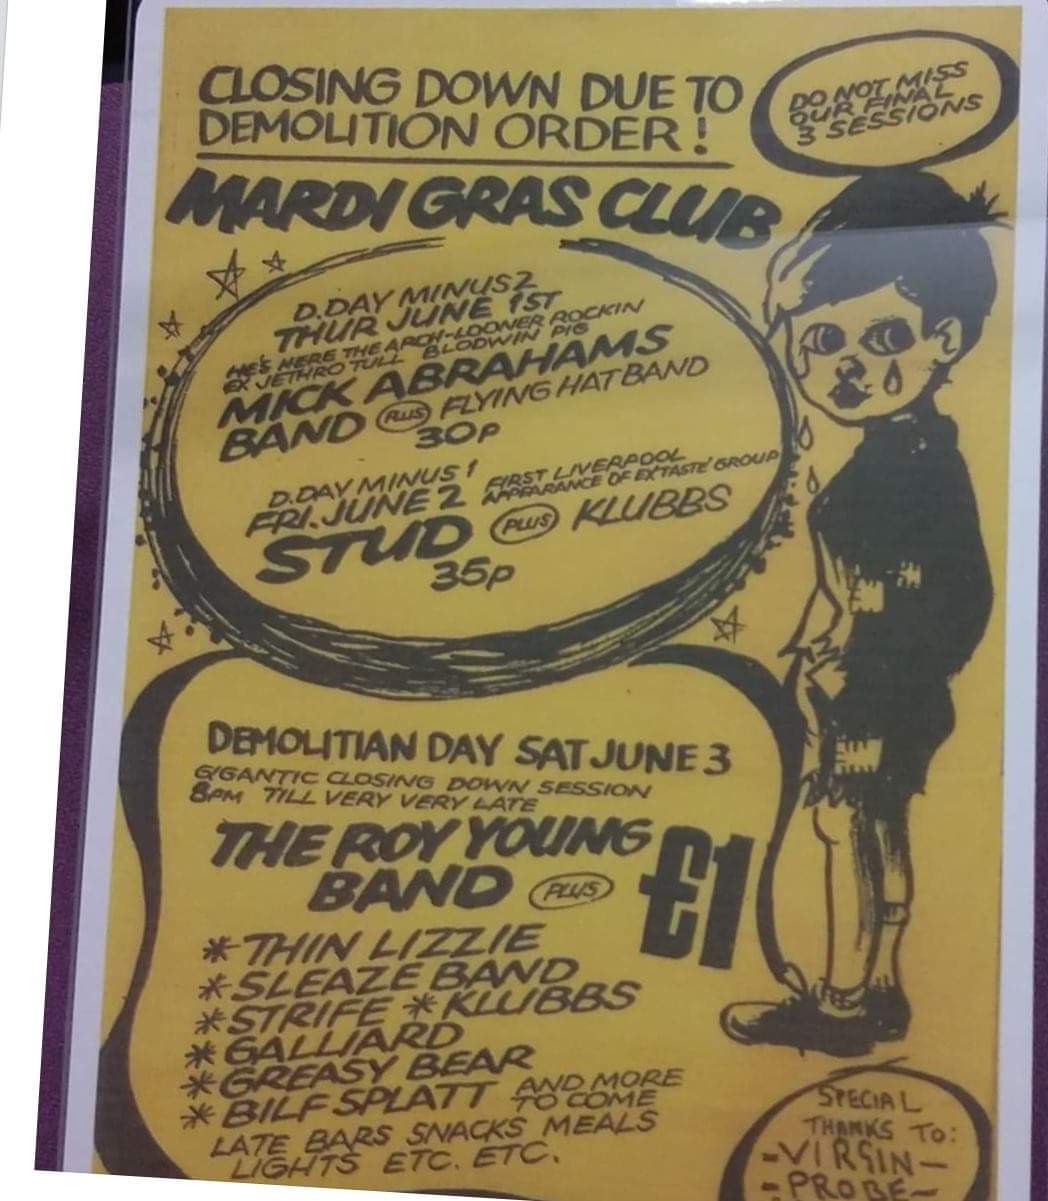 CLOSING DOWN DUE TO
DEMOLITION ORDER!
DO NOT MISS
OUR FINAL
3 SESSIONS
MARDI GRAS CLUB
D.DAY MINUS 2
THUR JUNE 1ST
HE'S HERE THE ARCH-LOONER ROCKIN
EX JETHRO TULL BLODWIN PIG
MICK ABRAHAMS
BAND PLUS FLYING HAT BAND
30P
D.DAY MINUS 1
FRI. JUNE 2
FIRST LIVERPOOL
APPEARANCE OF EX'TASTE' GROUP
STUD PLUS KLUBBS
35p
DEMOLITIAN DAY SAT JUNE 3
GIGANTIC CLOSING DOWN SESSION
8PM TILL VERY VERY LATE
THE ROY YOUNG
BAND PLUS
£1
* THIN LIZZIE
* SLEAZE BAND
* STRIFE * KLUBBS
* GALLIARD
* GREASY BEAR
* BILF SPLATT AND MORE
TO COME
LATE BARS SNACKS MEALS
LIGHTS ETC. ETC.
SPECIAL
THANKS TO:
- VIRGIN -
- PROBE -